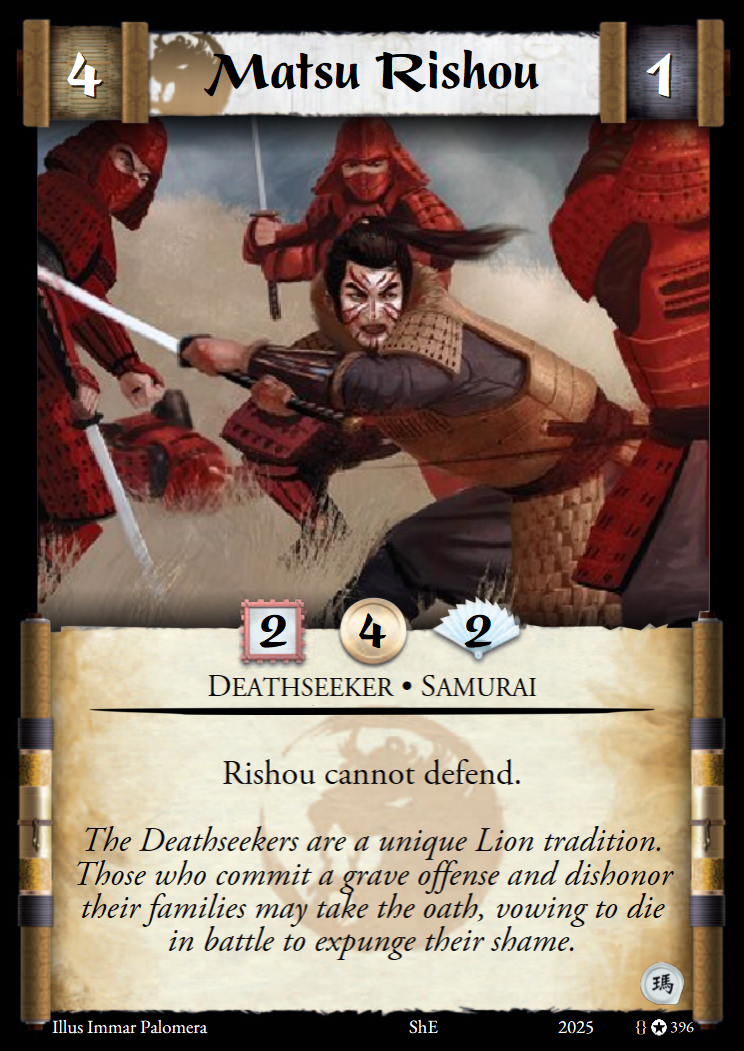 4 Matsu Rishou 1
2 4 2
DEATHSEEKER • SAMURAI
Rishou cannot defend.
The Deathseekers are a unique Lion tradition.
Those who commit a grave offense and dishonor
their families may take the oath, vowing to die
in battle to expunge their shame.
瑪
Illus Immar Palomera ShE 2025 {} ✪ 396